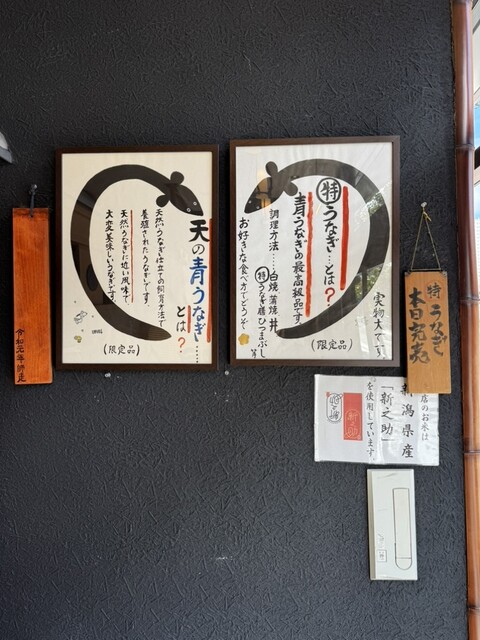 ㊕うなぎ…とは?
青うなぎの最高級品です。
調理方法……白焼 蒲焼 丼
㊕うなぎ膳 ひつまぶし
お好きな食べ方でどうぞ
実物大です。
(限定品)
天の青うなぎ……
とは?
天然うなぎ仕立ての飼育方法で
養殖されたうなぎです。
天然うなぎに近い風味で、
大変美味しいうなぎです。
(限定品)
令和元年師走
特うなぎ
本日完売
店のお米は
新潟県産
「新之助」
を使用しています